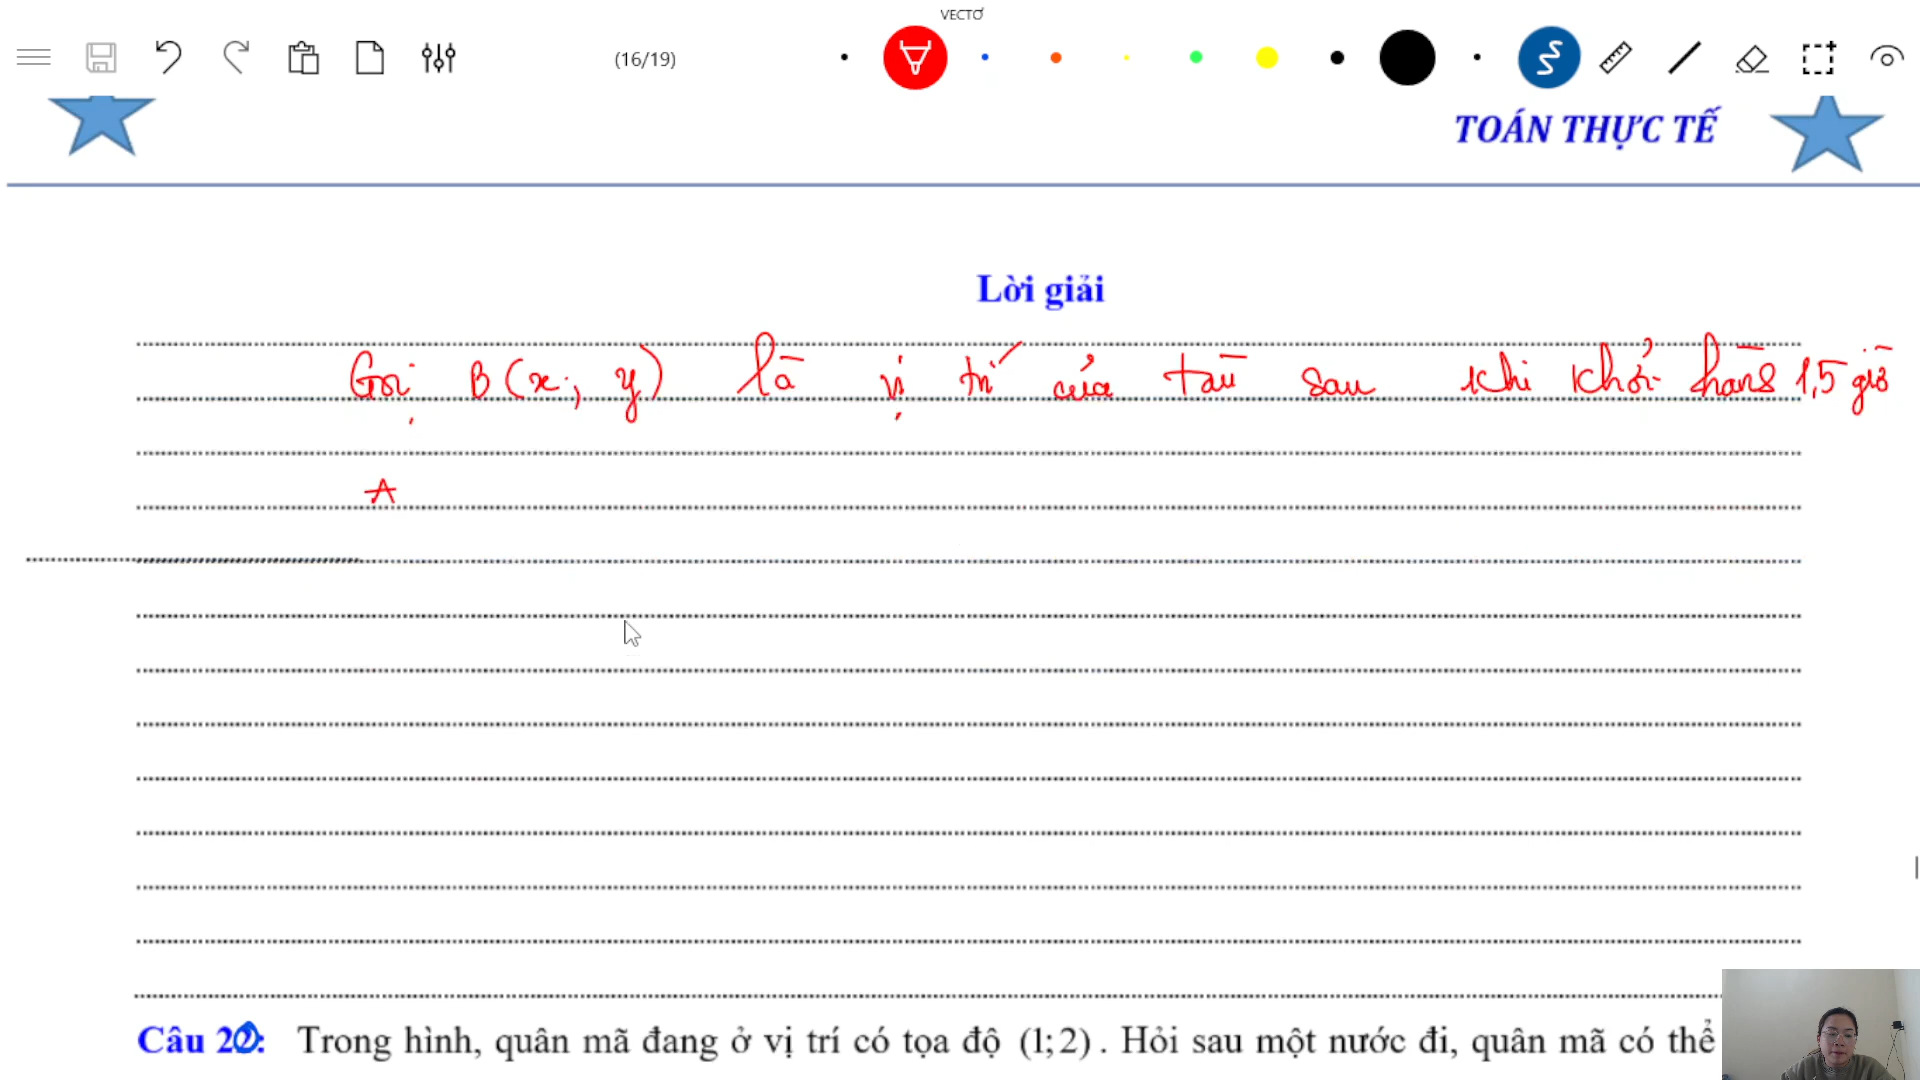 VECTƠ
(16/19)
TOÁN THỰC TẾ
Lời giải
Gọi B(x; y) là vị trí của tàu sau khi khởi hành 1,5 giờ
A
Câu 20: Trong hình, quân mã đang ở vị trí có tọa độ (1;2). Hỏi sau một nước đi, quân mã có thể